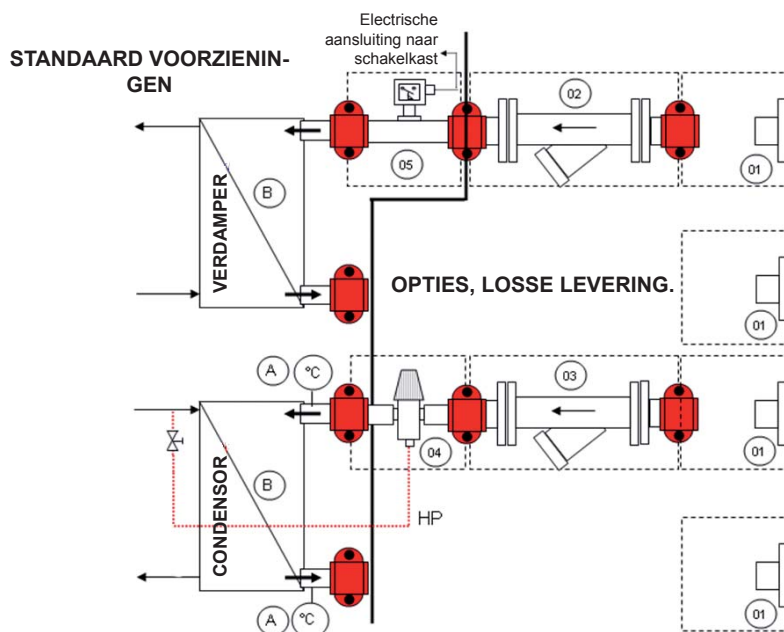 Electrische
aansluiting naar
schakelkast
STANDAARD VOORZIENIN-
GEN
02
05
01
B
VERDAMPER
OPTIES, LOSSE LEVERING.
01
A
°C
03
04
01
B
CONDENSOR
HP
A
°C
01